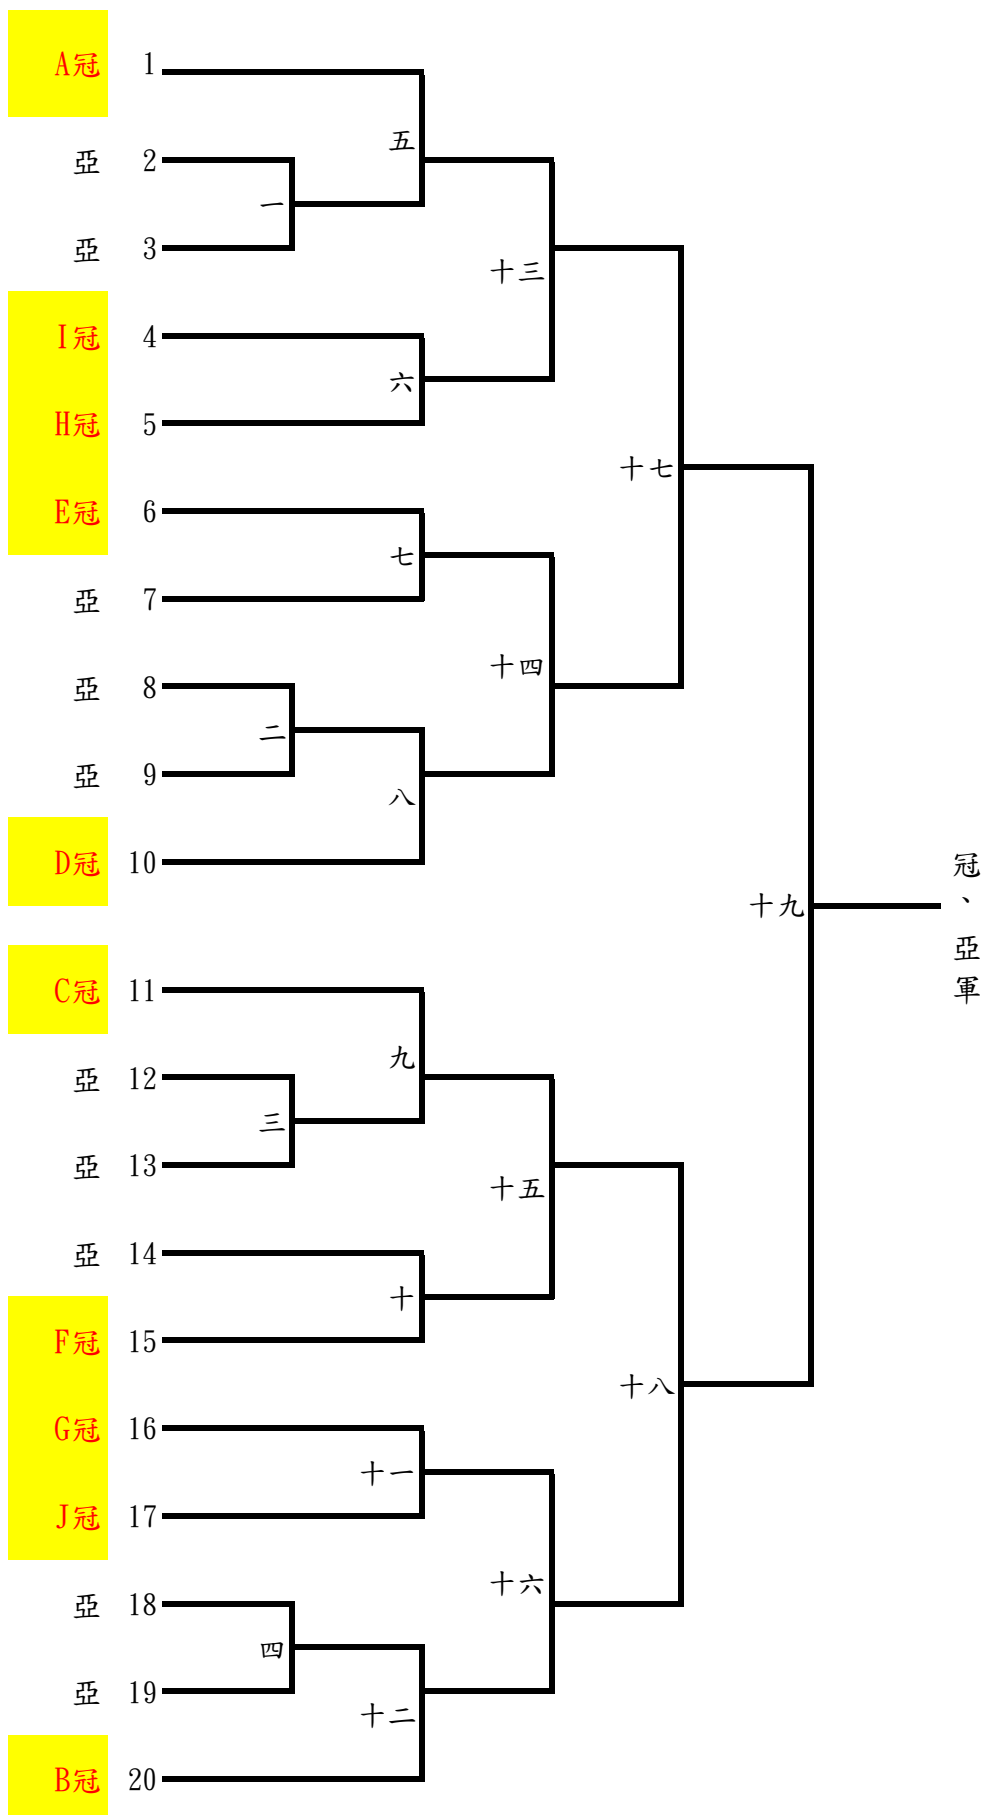 A冠 1
五
亞 2
一
亞 3
十三
I冠 4
六
H冠 5
十七
E冠 6
七
亞 7
十四
亞 8
二
亞 9
八
D冠 10
十九
冠、亞軍
C冠 11
九
亞 12
三
亞 13
十五
亞 14
十
F冠 15
十八
G冠 16
十一
J冠 17
十六
亞 18
四
亞 19
十二
B冠 20